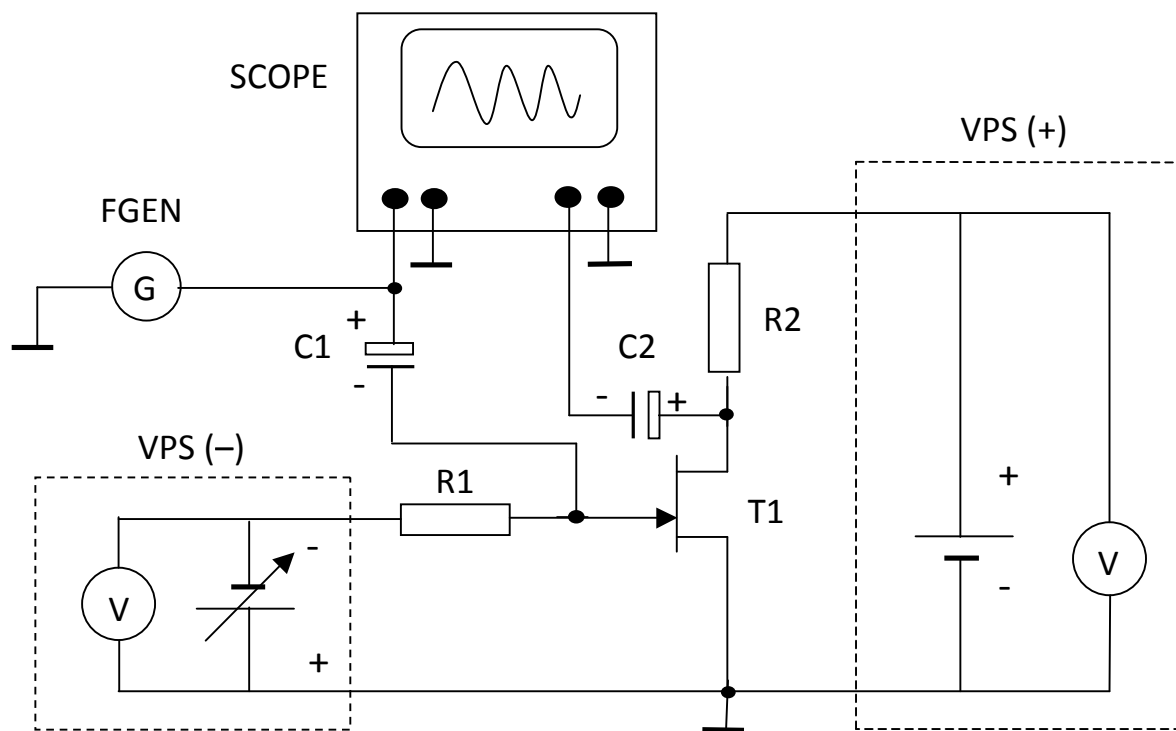 SCOPE
VPS (+)
FGEN
G
R2
+
C1
C2
-
-
+
VPS (–)
R1
T1
+
-
V
-
V
+